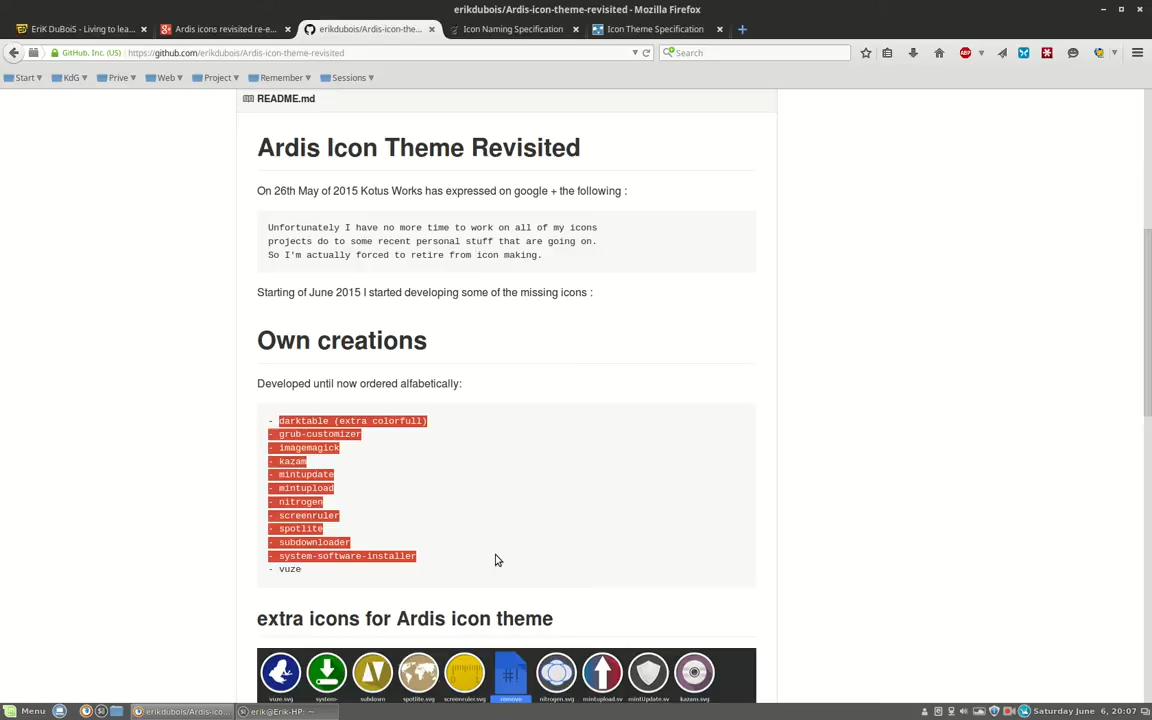 erikdubois/Ardis-icon-theme-revisited - Mozilla Firefox
EriK DuBoiS - Living to lea...
Ardis icons revisited re-e...
erikdubois/Ardis-icon-the...
Icon Naming Specification
Icon Theme Specification
GitHub, Inc. (US)
https://github.com/erikdubois/Ardis-icon-theme-revisited
Search
ABP
Start
KdG
Prive
Web
Project
Remember
Sessions
README.md
Ardis Icon Theme Revisited
On 26th May of 2015 Kotus Works has expressed on google + the following :
Unfortunately I have no more time to work on all of my icons
projects do to some recent personal stuff that are going on.
So I'm actually forced to retire from icon making.
Starting of June 2015 I started developing some of the missing icons :
Own creations
Developed until now ordered alfabetically:
- darktable (extra colorfull)
- grub-customizer
- imagemagick
- kazam
- mintupdate
- mintupload
- nitrogen
- screenruler
- spotlite
- subdownloader
- system-software-installer
- vuze
extra icons for Ardis icon theme
#!
vuze.svg
system-
subdown
spotlite.svg
screenruler.svg
remove
nitrogen.svg
mintupload.sv
mintUpdate.sv
kazam.svg
Menu
erikdubois/Ardis-ico...
erik@Erik-HP: ~
Saturday June 6, 20:07